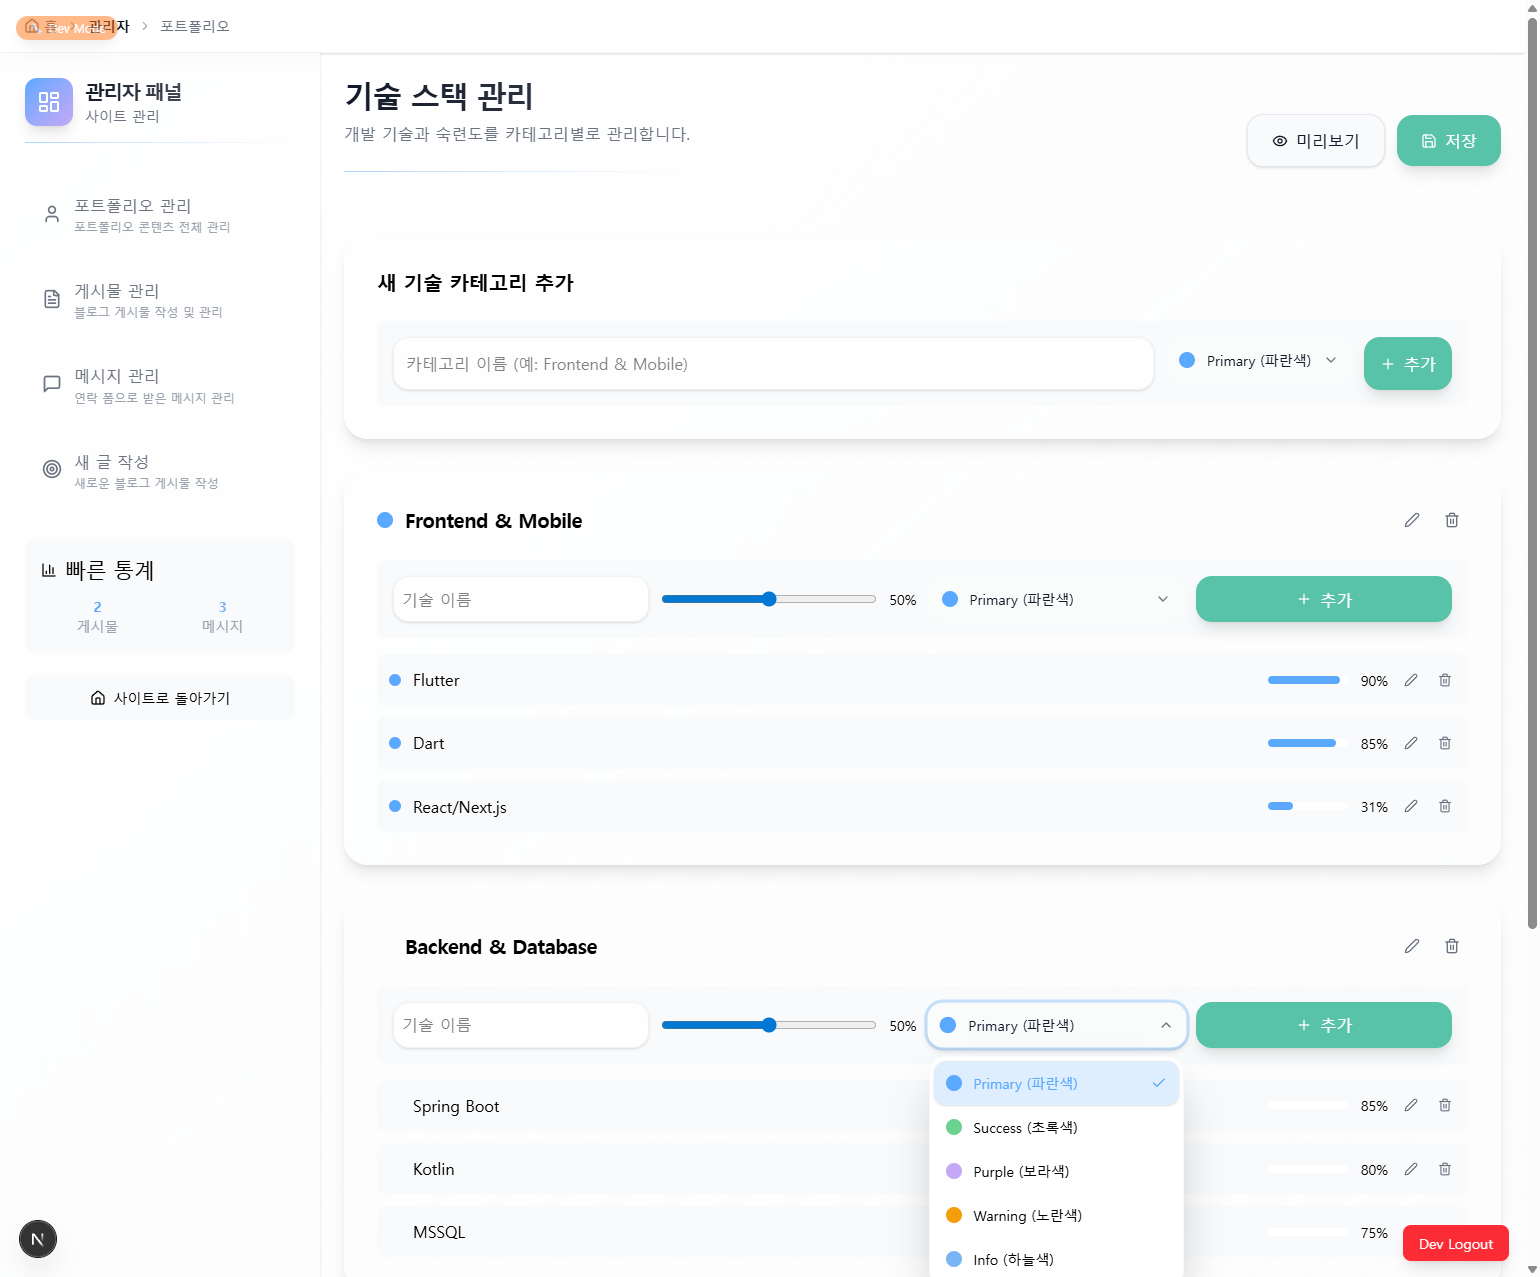 홈 > 관리자 > 포트폴리오
Dev Mode
관리자 패널
사이트 관리
포트폴리오 관리
포트폴리오 콘텐츠 전체 관리
게시물 관리
블로그 게시물 작성 및 관리
메시지 관리
연락 폼으로 받은 메시지 관리
새 글 작성
새로운 블로그 게시물 작성
빠른 통계
2 3
게시물 메시지
사이트로 돌아가기
N
기술 스택 관리
개발 기술과 숙련도를 카테고리별로 관리합니다.
미리보기 저장
새 기술 카테고리 추가
카테고리 이름 (예: Frontend & Mobile) Primary (파란색) + 추가
Frontend & Mobile
기술 이름 50% Primary (파란색) + 추가
Flutter 90%
Dart 85%
React/Next.js 31%
Backend & Database
기술 이름 50% Primary (파란색) + 추가
Primary (파란색)
Success (초록색)
Purple (보라색)
Warning (노란색)
Info (하늘색)
Spring Boot 85%
Kotlin 80%
MSSQL 75%
Dev Logout